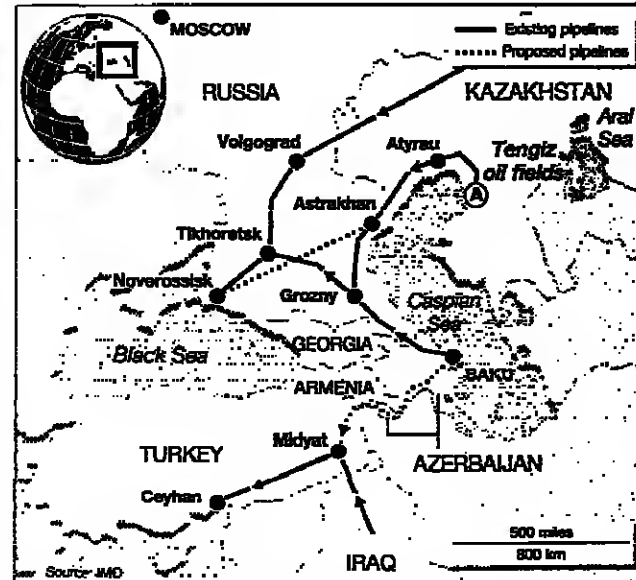 MOSCOW
Existing pipelines
Proposed pipelines
RUSSIA
KAZAKHSTAN
Aral
Sea
Volgograd
Atyrau
Tengiz
oil fields
A
Astrakhan
Tikhoretsk
Novorossisk
Grozny
Caspian
Sea
GEORGIA
Black Sea
BAKU
ARMENIA
TURKEY
Midyat
AZERBAIJAN
Ceyhan
500 miles
800 km
IRAQ
Source JMO